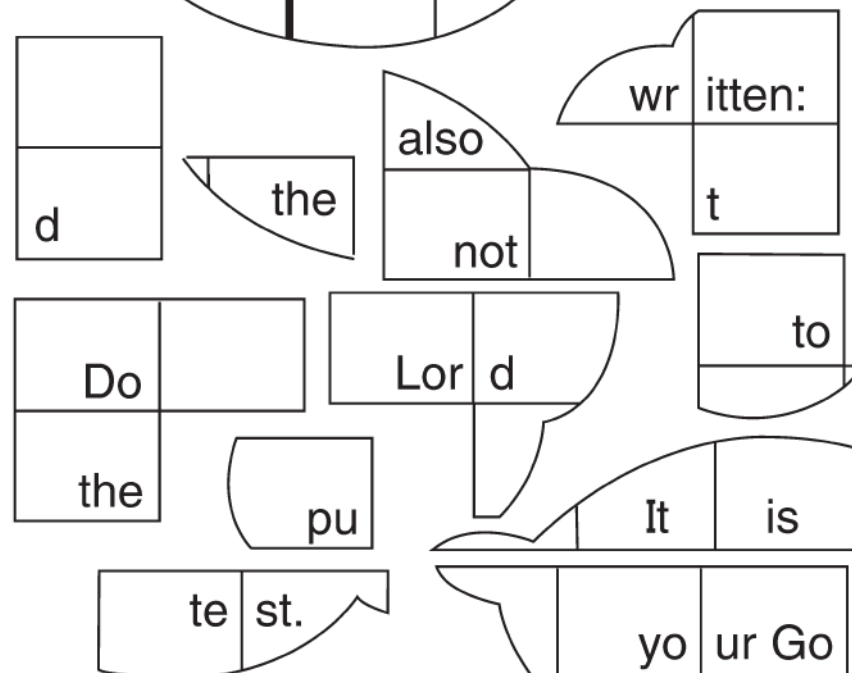 wr itten:
also
the
d
t
not
to
Do
Lor d
the
pu
It is
te st.
yo ur Go